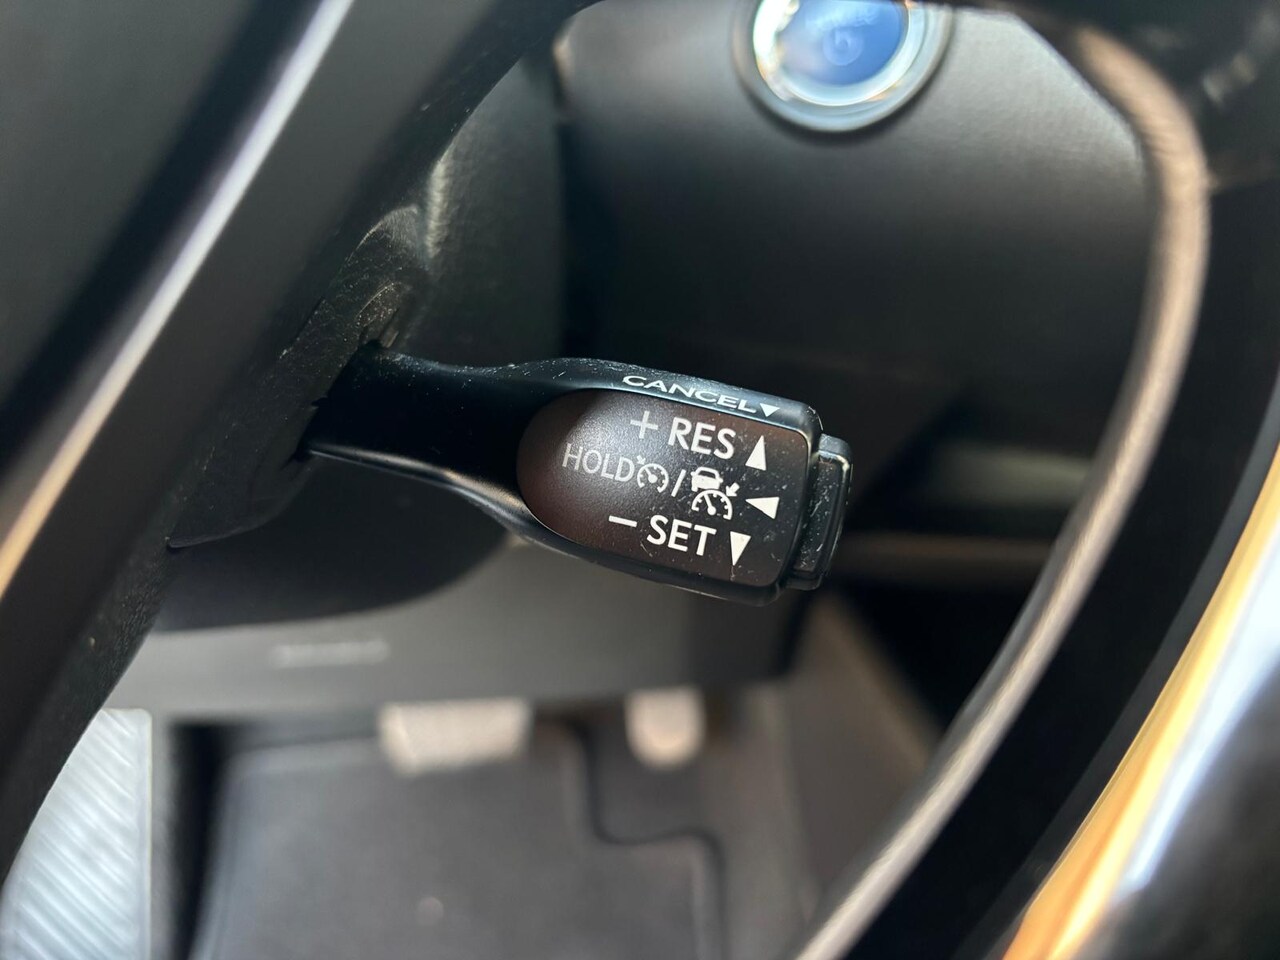 CANCEL▼
+ RES ▲
HOLD / ◀
− SET ▼